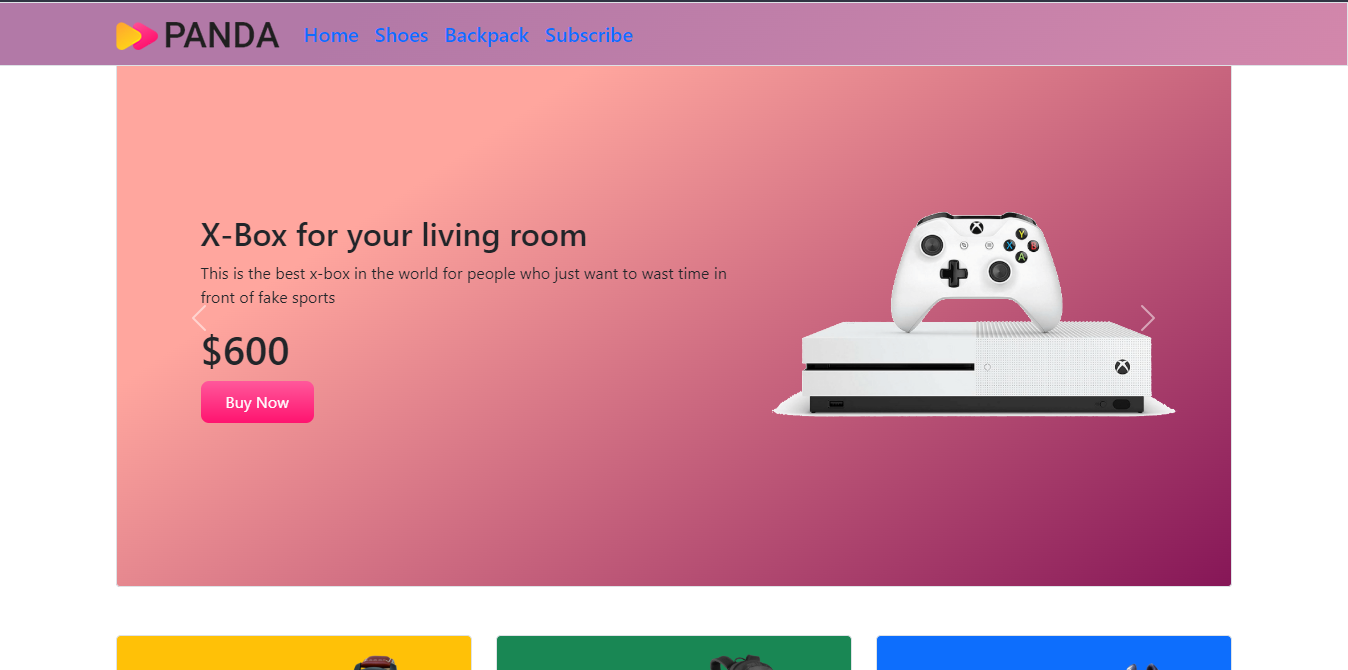 PANDA Home Shoes Backpack Subscribe
X-Box for your living room
This is the best x-box in the world for people who just want to wast time in
front of fake sports
$600
Buy Now
Y
X B
A